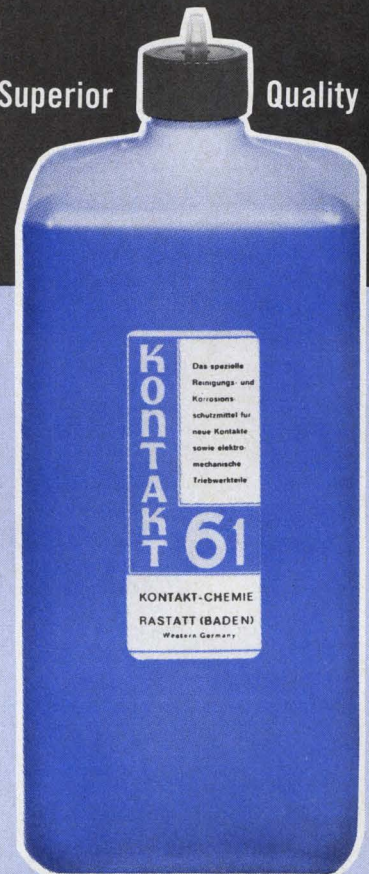 Superior Quality
KONTAKT
Das spezielle
Reinigungs- und
Korrosions-
schutzmittel für
neue Kontakte
sowie elektro-
mechanische
Triebwerkteile
61
KONTAKT-CHEMIE
RASTATT (BADEN)
Western Germany